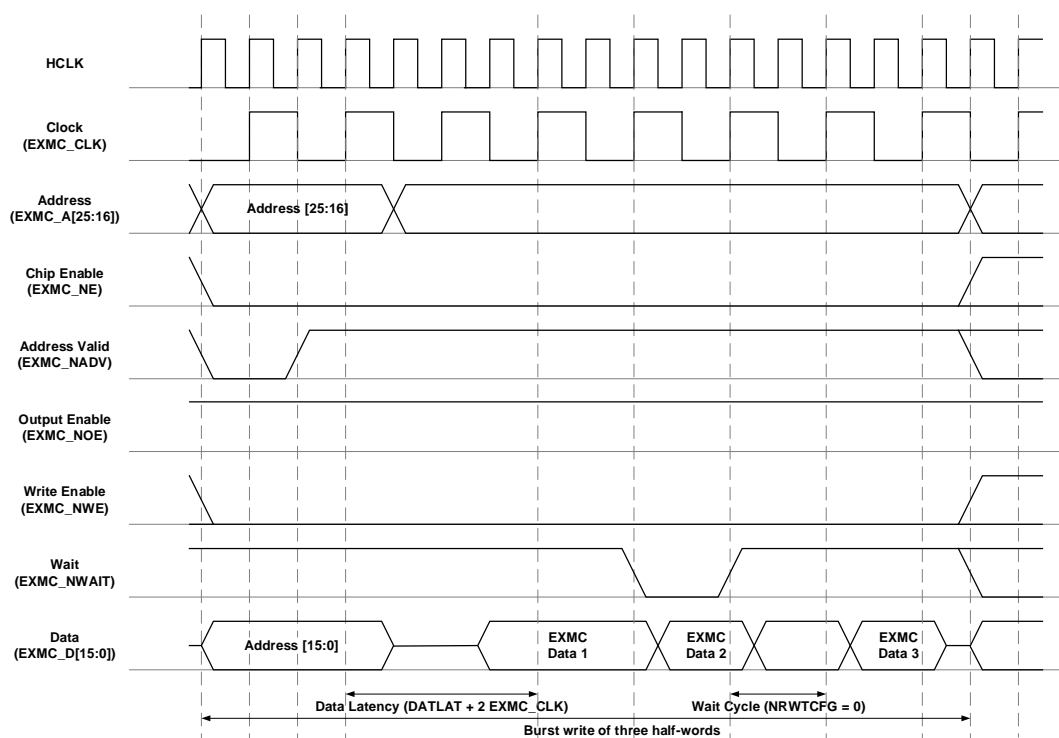 HCLK
Clock
(EXMC_CLK)
Address
(EXMC_A[25:16])
Address [25:16]
Chip Enable
(EXMC_NE)
Address Valid
(EXMC_NADV)
Output Enable
(EXMC_NOE)
Write Enable
(EXMC_NWE)
Wait
(EXMC_NWAIT)
Data
(EXMC_D[15:0])
Address [15:0]
EXMC
Data 1
EXMC
Data 2
EXMC
Data 3
Data Latency (DATLAT + 2 EXMC_CLK)
Wait Cycle (NRWTCFG = 0)
Burst write of three half-words